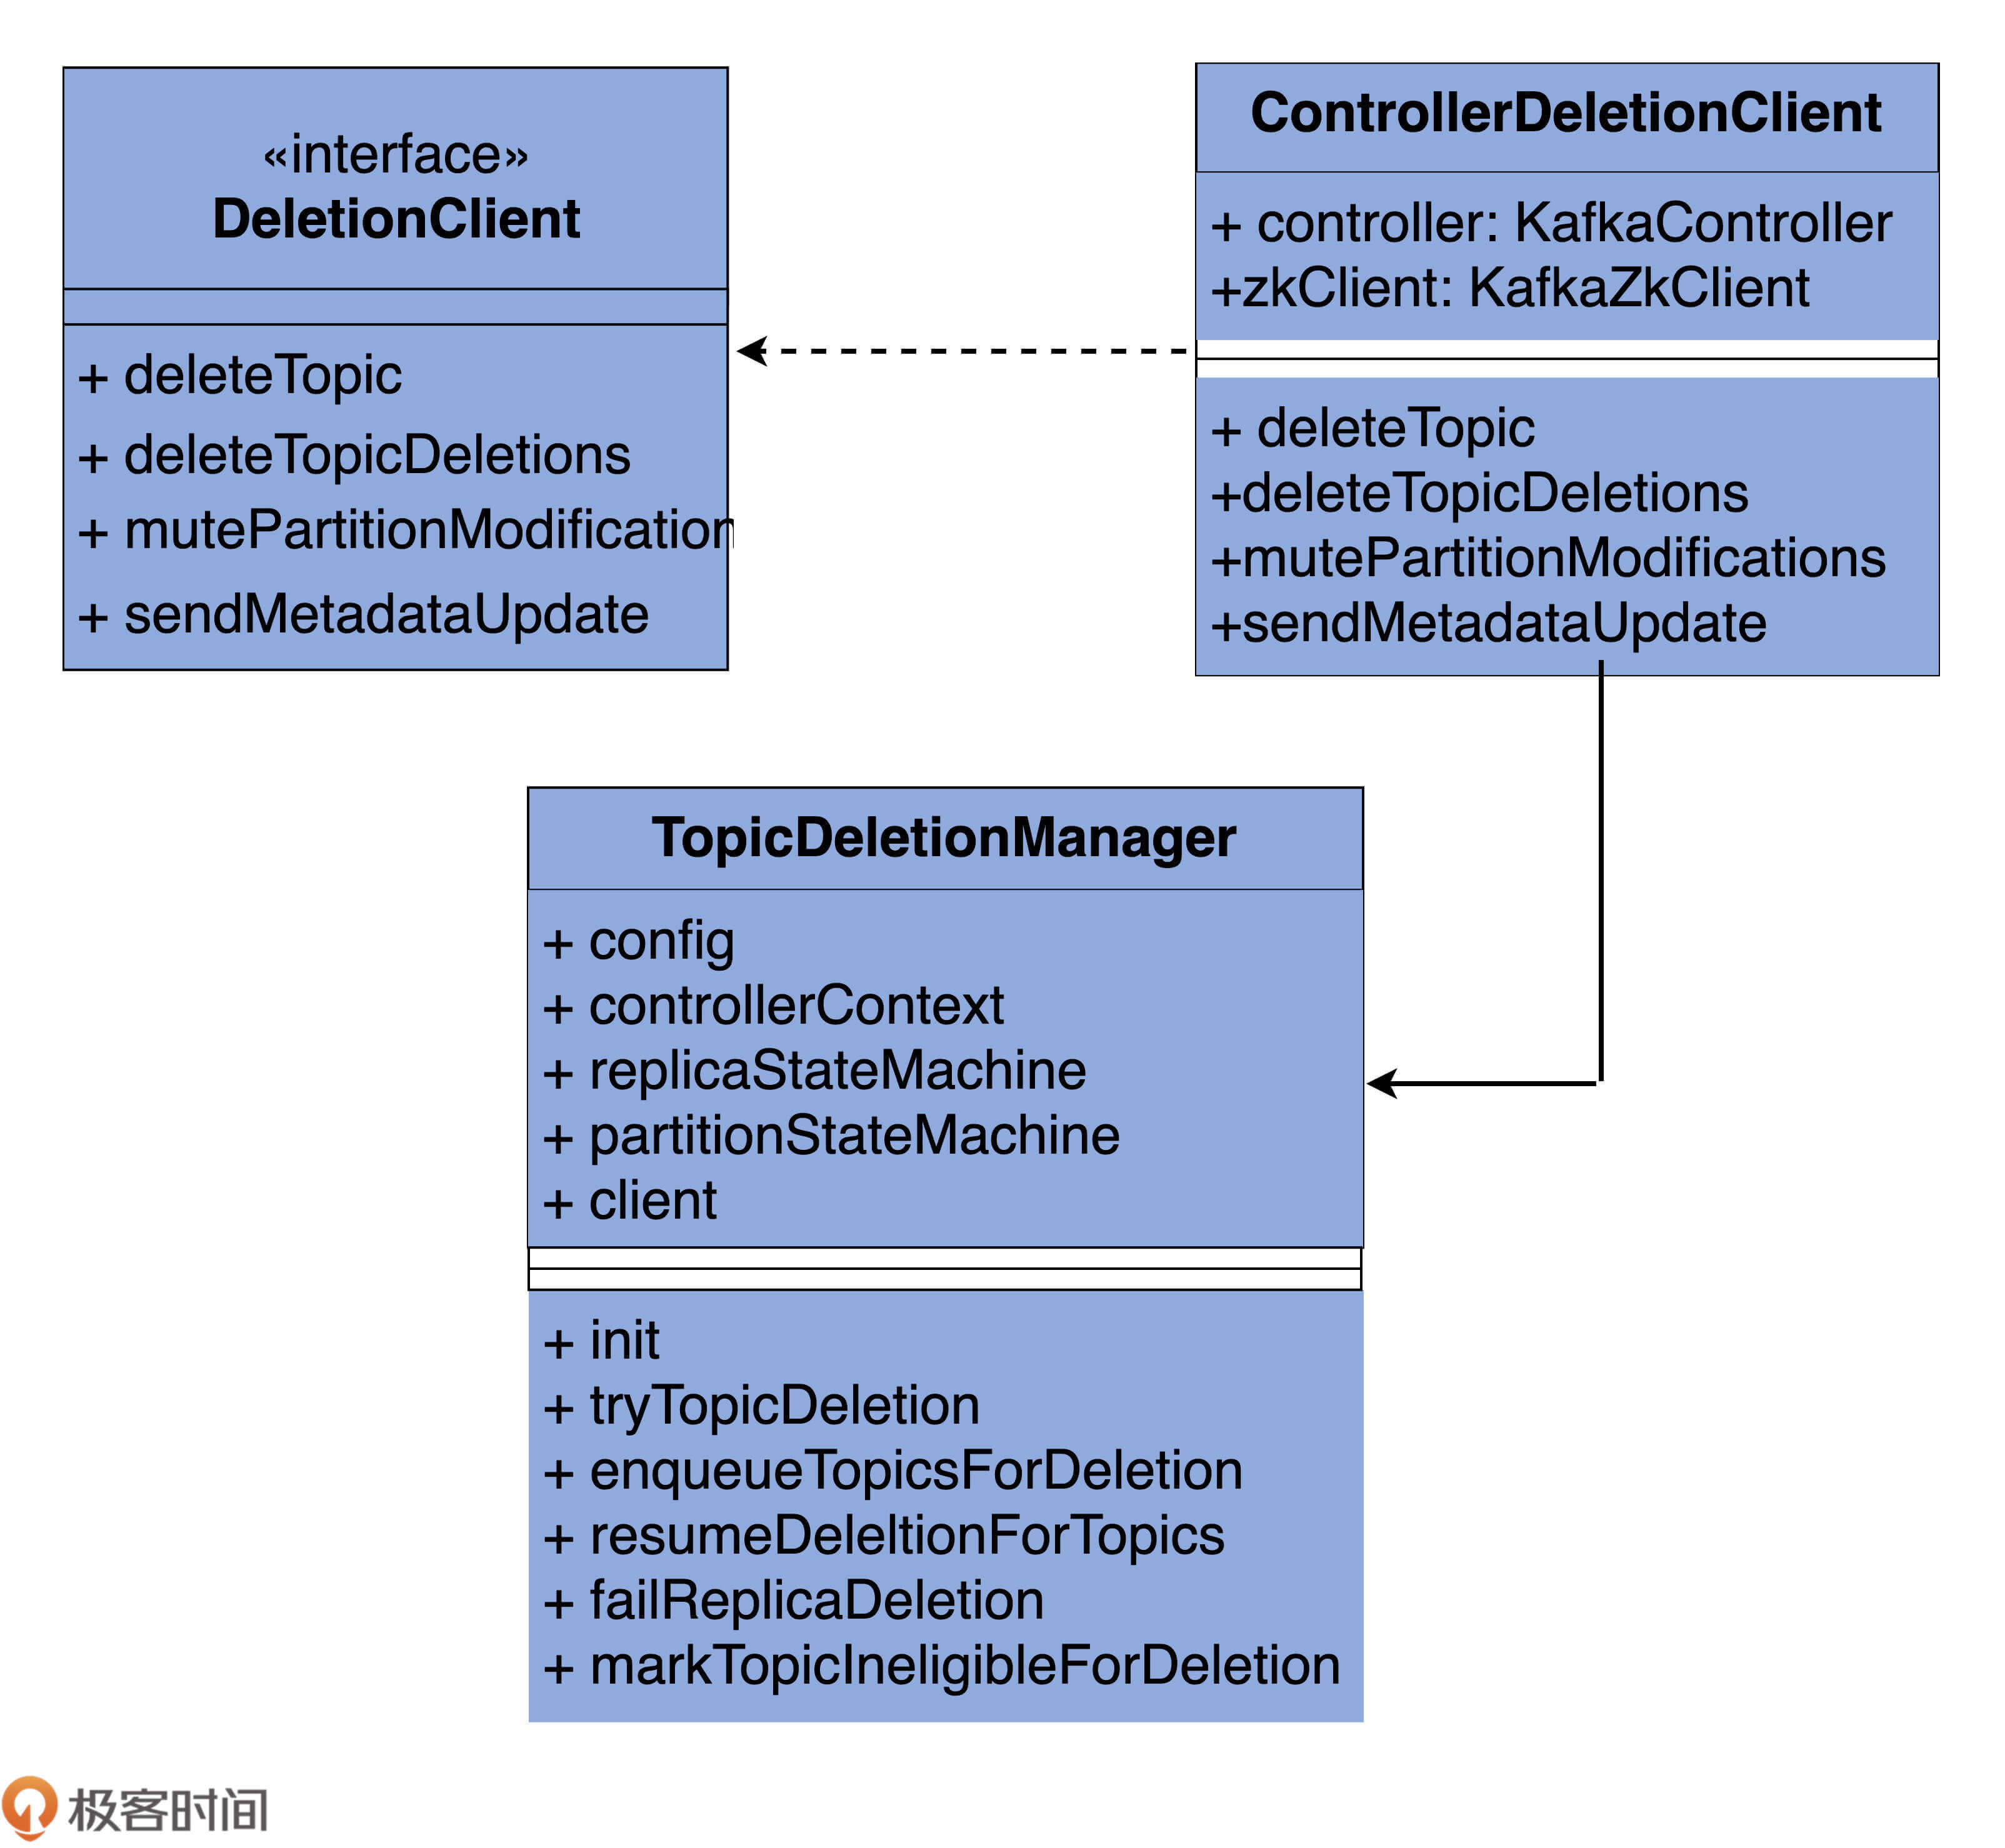 «interface»
DeletionClient
+ deleteTopic
+ deleteTopicDeletions
+ mutePartitionModification
+ sendMetadataUpdate
ControllerDeletionClient
+ controller: KafkaController
+zkClient: KafkaZkClient
+ deleteTopic
+deleteTopicDeletions
+mutePartitionModifications
+sendMetadataUpdate
TopicDeletionManager
+ config
+ controllerContext
+ replicaStateMachine
+ partitionStateMachine
+ client
+ init
+ tryTopicDeletion
+ enqueueTopicsForDeletion
+ resumeDeleltionForTopics
+ failReplicaDeletion
+ markTopicIneligibleForDeletion
极客时间